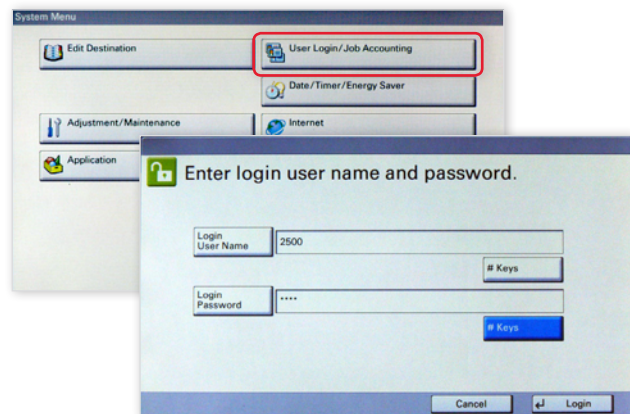 System Menu
Edit Destination
User Login/Job Accounting
Date/Timer/Energy Saver
Adjustment/Maintenance
Internet
Application
Enter login user name and password.
Login
User Name
2500
# Keys
Login
Password
••••
# Keys
Cancel
Login